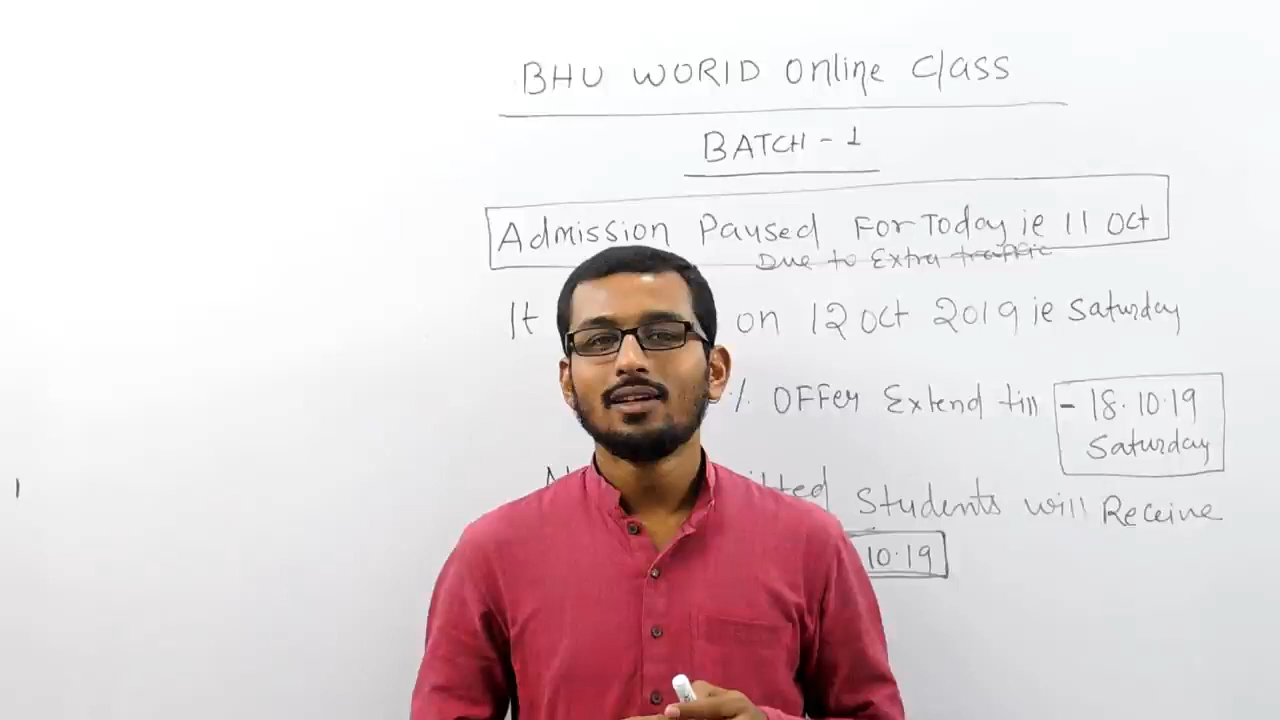 BHU WORlD Online Class
BATCH - 1
Admission Paused For Today ie 11 Oct
Due to Extra traffic
It on 12 Oct 2019 ie Saturday
% OFFer Extend till - 18.10.19
Saturday
Students will Receive
10.19